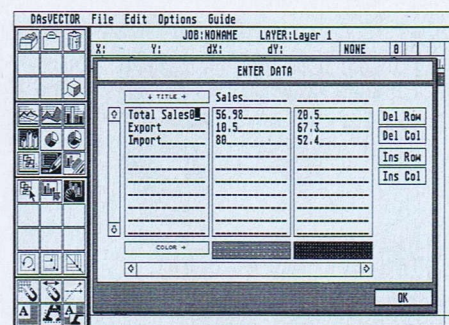 DAsVECTOR File Edit Options Guide
JOB:NONAME LAYER:Layer 1
X: Y: dX: dY: NONE 0
ENTER DATA
↓ TITLE → Sales
Total Sales0 56.98 20.5 Del Row
Export 10.5 67.3 Del Col
Import 80 52.4 Ins Row
Ins Col
COLOR →
OK
A A A